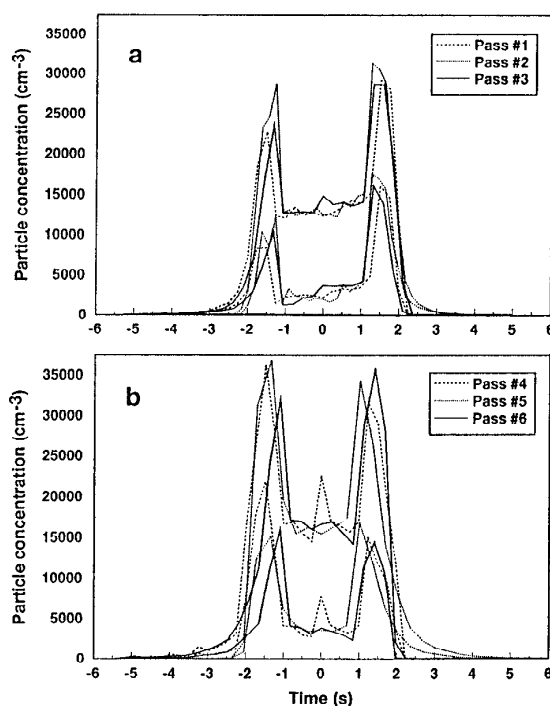 a
Particle concentration (cm-3)
35000
30000
25000
20000
15000
10000
5000
0
Pass #1
Pass #2
Pass #3
-6 -5 -4 -3 -2 -1 0 1 2 3 4 5 6
b
Particle concentration (cm-3)
35000
30000
25000
20000
15000
10000
5000
0
Pass #4
Pass #5
Pass #6
-6 -5 -4 -3 -2 -1 0 1 2 3 4 5 6
Time (s)